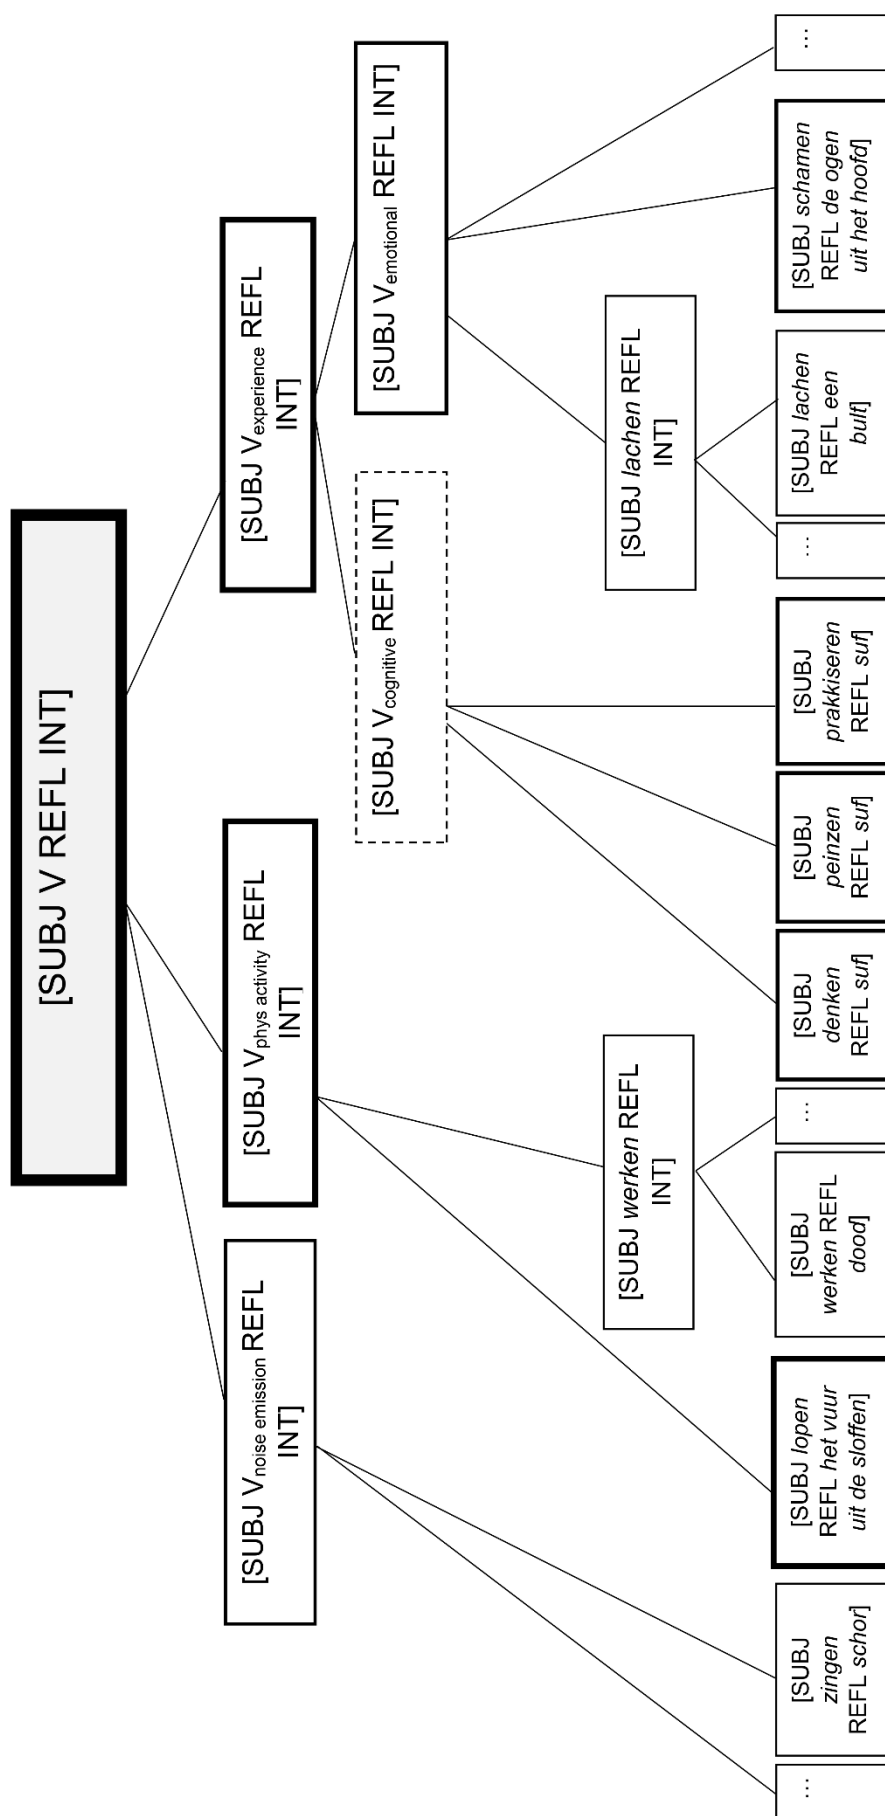 [SUBJ V REFL INT]
[SUBJ Vnoise emission REFL
INT]
[SUBJ Vphys activity REFL
INT]
[SUBJ Vexperience REFL
INT]
[SUBJ Vcognitive REFL INT]
[SUBJ Vemotional REFL INT]
[SUBJ werken REFL
INT]
[SUBJ lachen REFL
INT]
...
[SUBJ
zingen
REFL schor]
[SUBJ lopen
REFL het vuur
uit de sloffen]
[SUBJ
werken REFL
dood]
...
[SUBJ
denken
REFL suf]
[SUBJ
peinzen
REFL suf]
[SUBJ
prakkiseren
REFL suf]
...
[SUBJ lachen
REFL een
bult]
[SUBJ schamen
REFL de ogen
uit het hoofd]
...